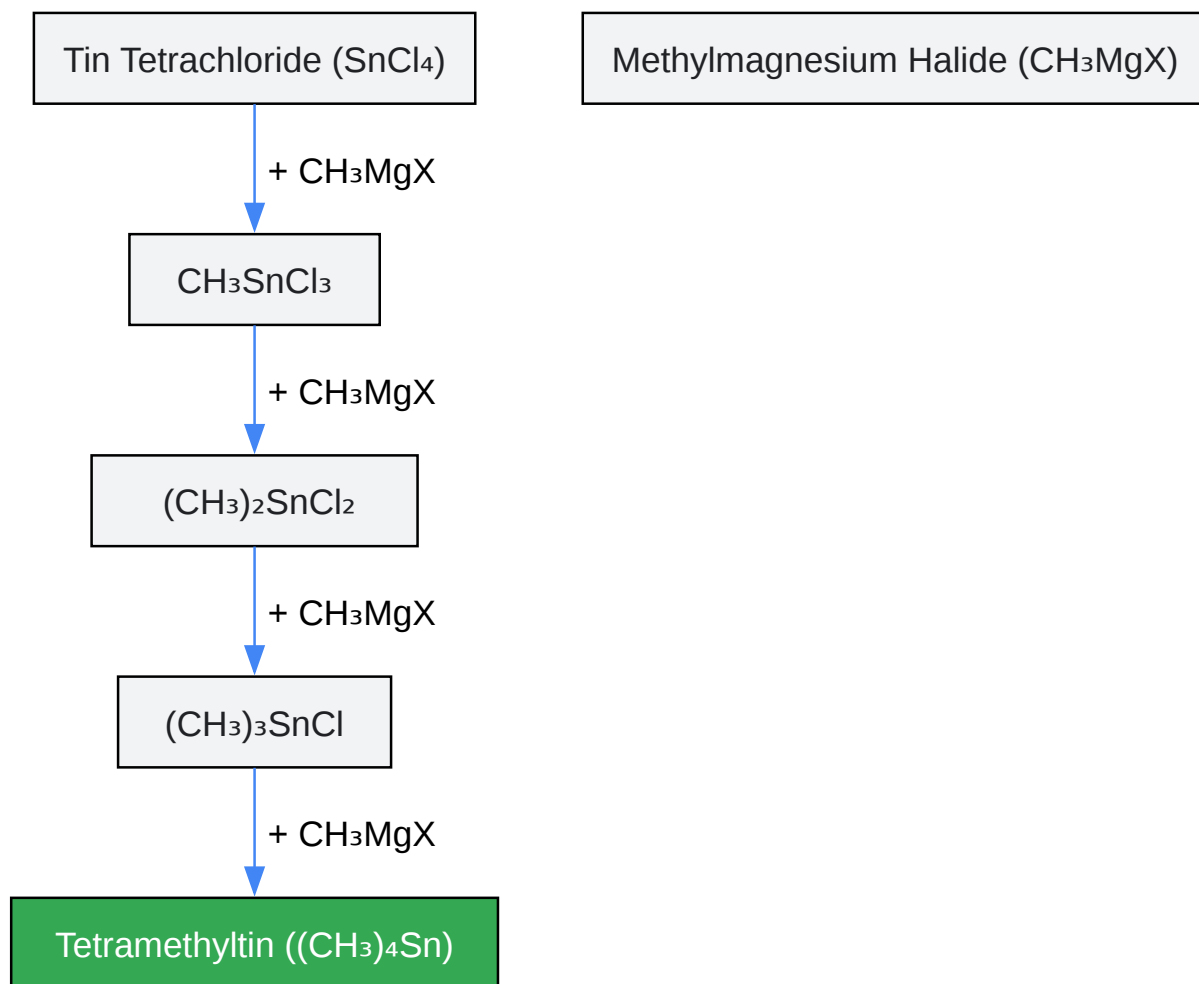 Tin Tetrachloride (SnCl₄)
Methylmagnesium Halide (CH₃MgX)
+ CH₃MgX
CH₃SnCl₃
+ CH₃MgX
(CH₃)₂SnCl₂
+ CH₃MgX
(CH₃)₃SnCl
+ CH₃MgX
Tetramethyltin ((CH₃)₄Sn)